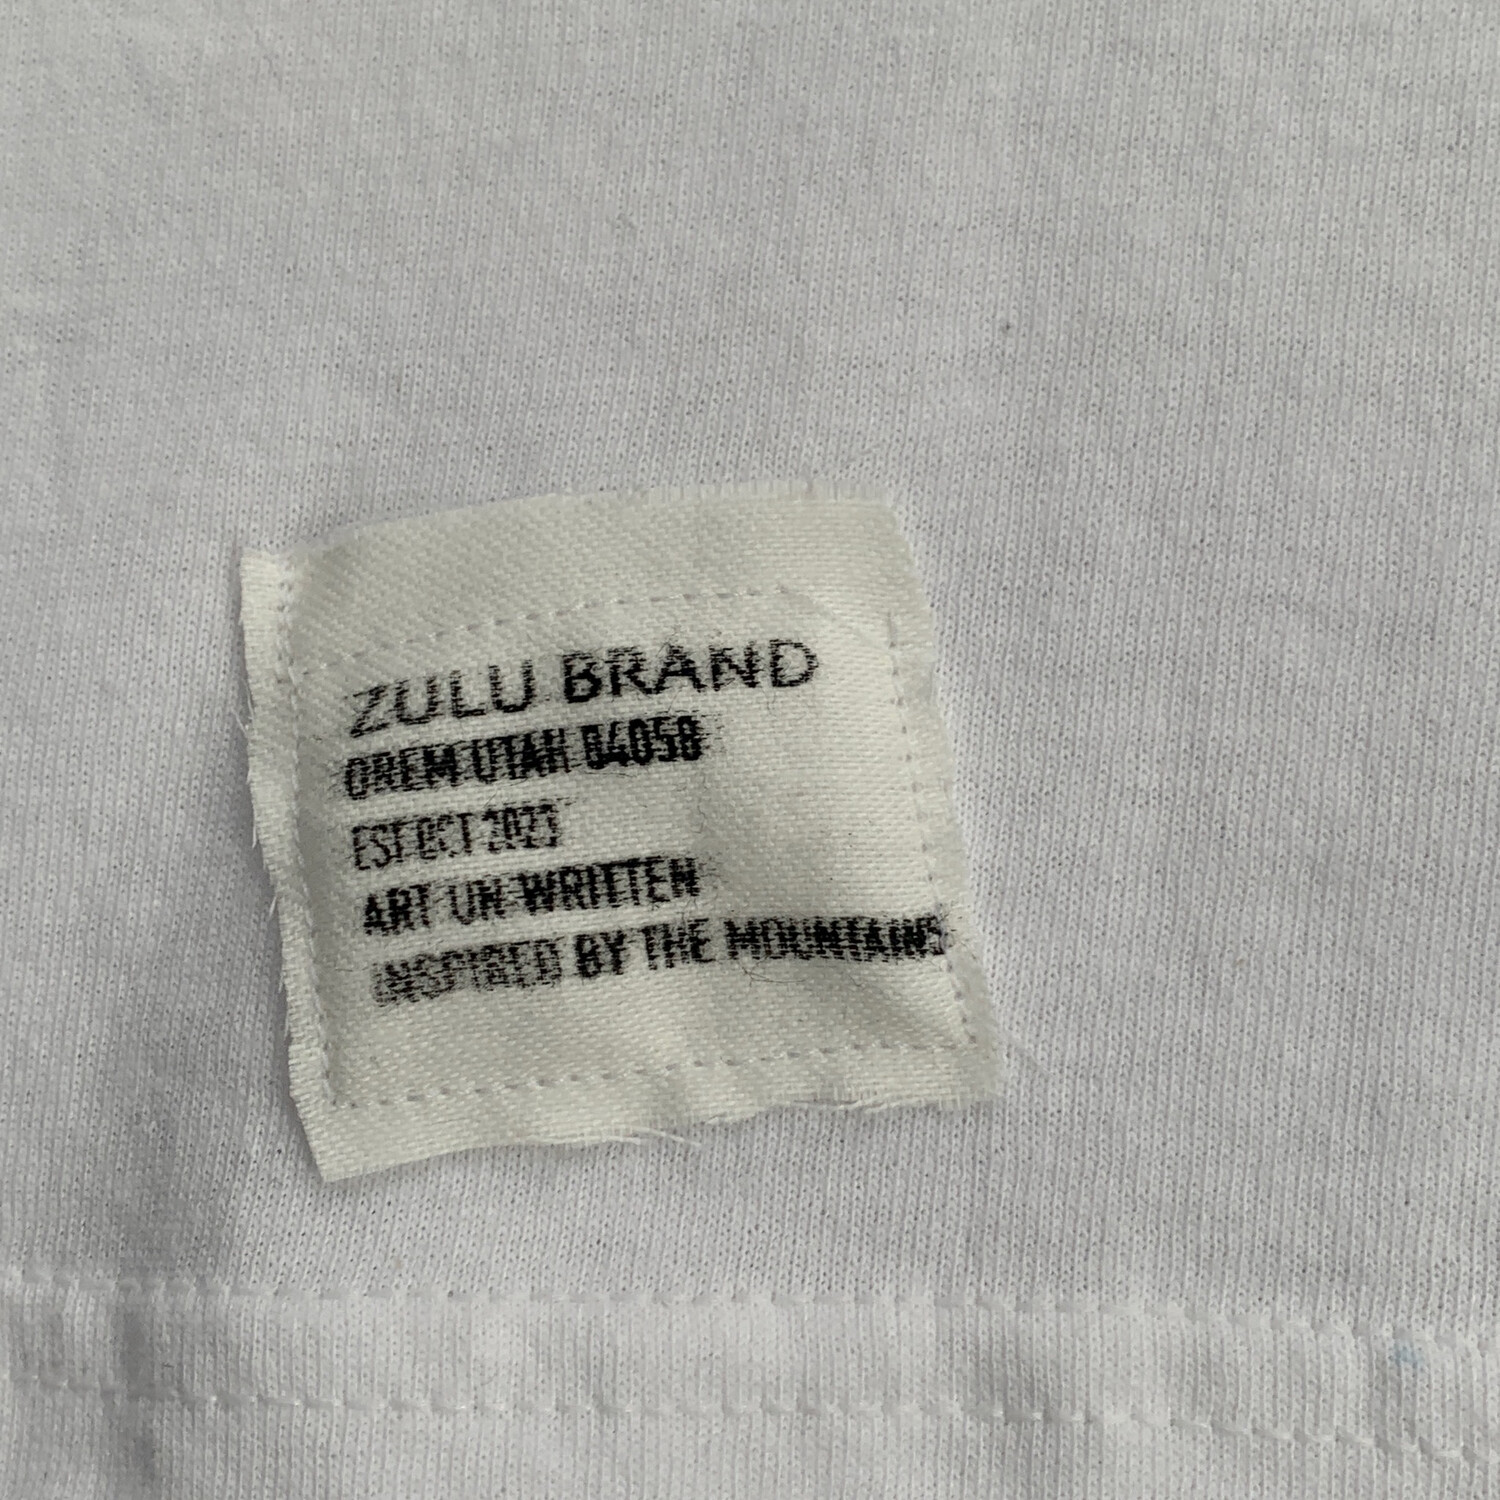 ZULU BRAND
OREM UTAH 84058
EST OCT 2023
ART UN-WRITTEN
INSPIRED BY THE MOUNTAINS